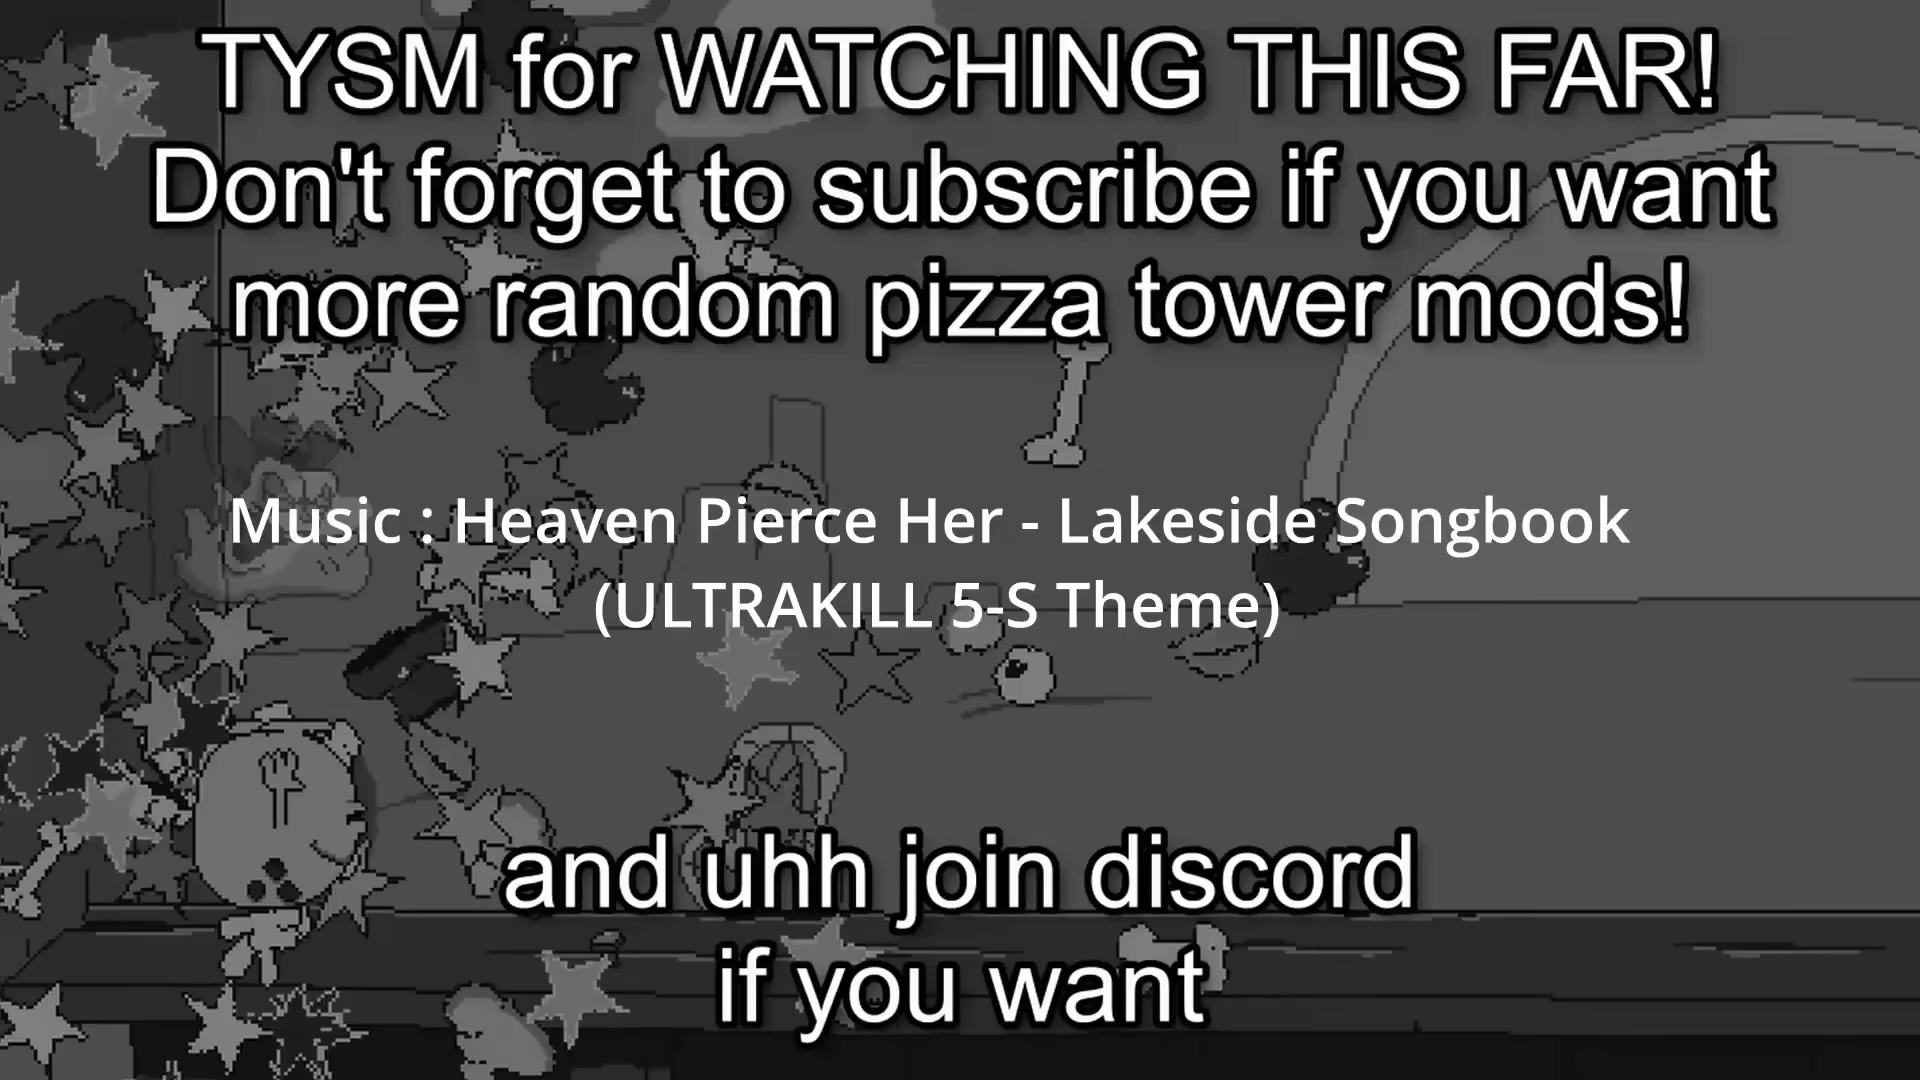 TYSM for WATCHING THIS FAR!
Don't forget to subscribe if you want
more random pizza tower mods!
Music : Heaven Pierce Her - Lakeside Songbook
(ULTRAKILL 5-S Theme)
and uhh join discord
if you want